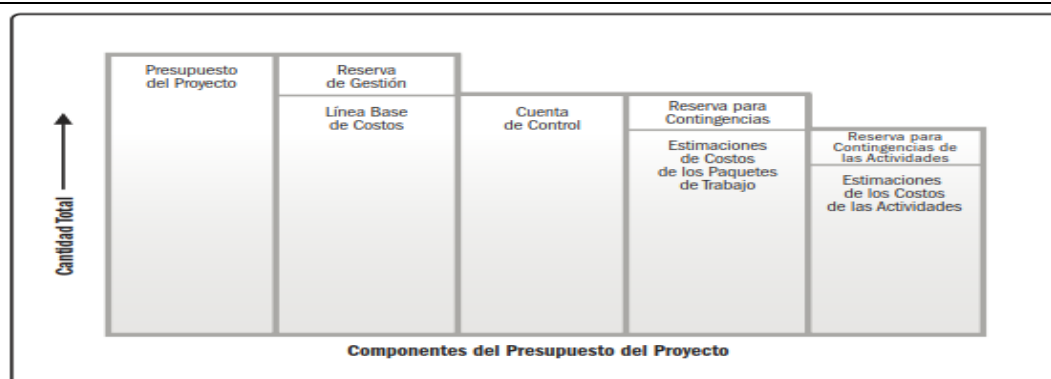 Presupuesto
del Proyecto
Reserva
de Gestión
Línea Base
de Costos
Cuenta
de Control
Reserva para
Contingencias
Estimaciones
de Costos
de los Paquetes
de Trabajo
Reserva para
Contingencias de
las Actividades
Estimaciones
de los Costos
de las Actividades
Cantidad Total
Componentes del Presupuesto del Proyecto